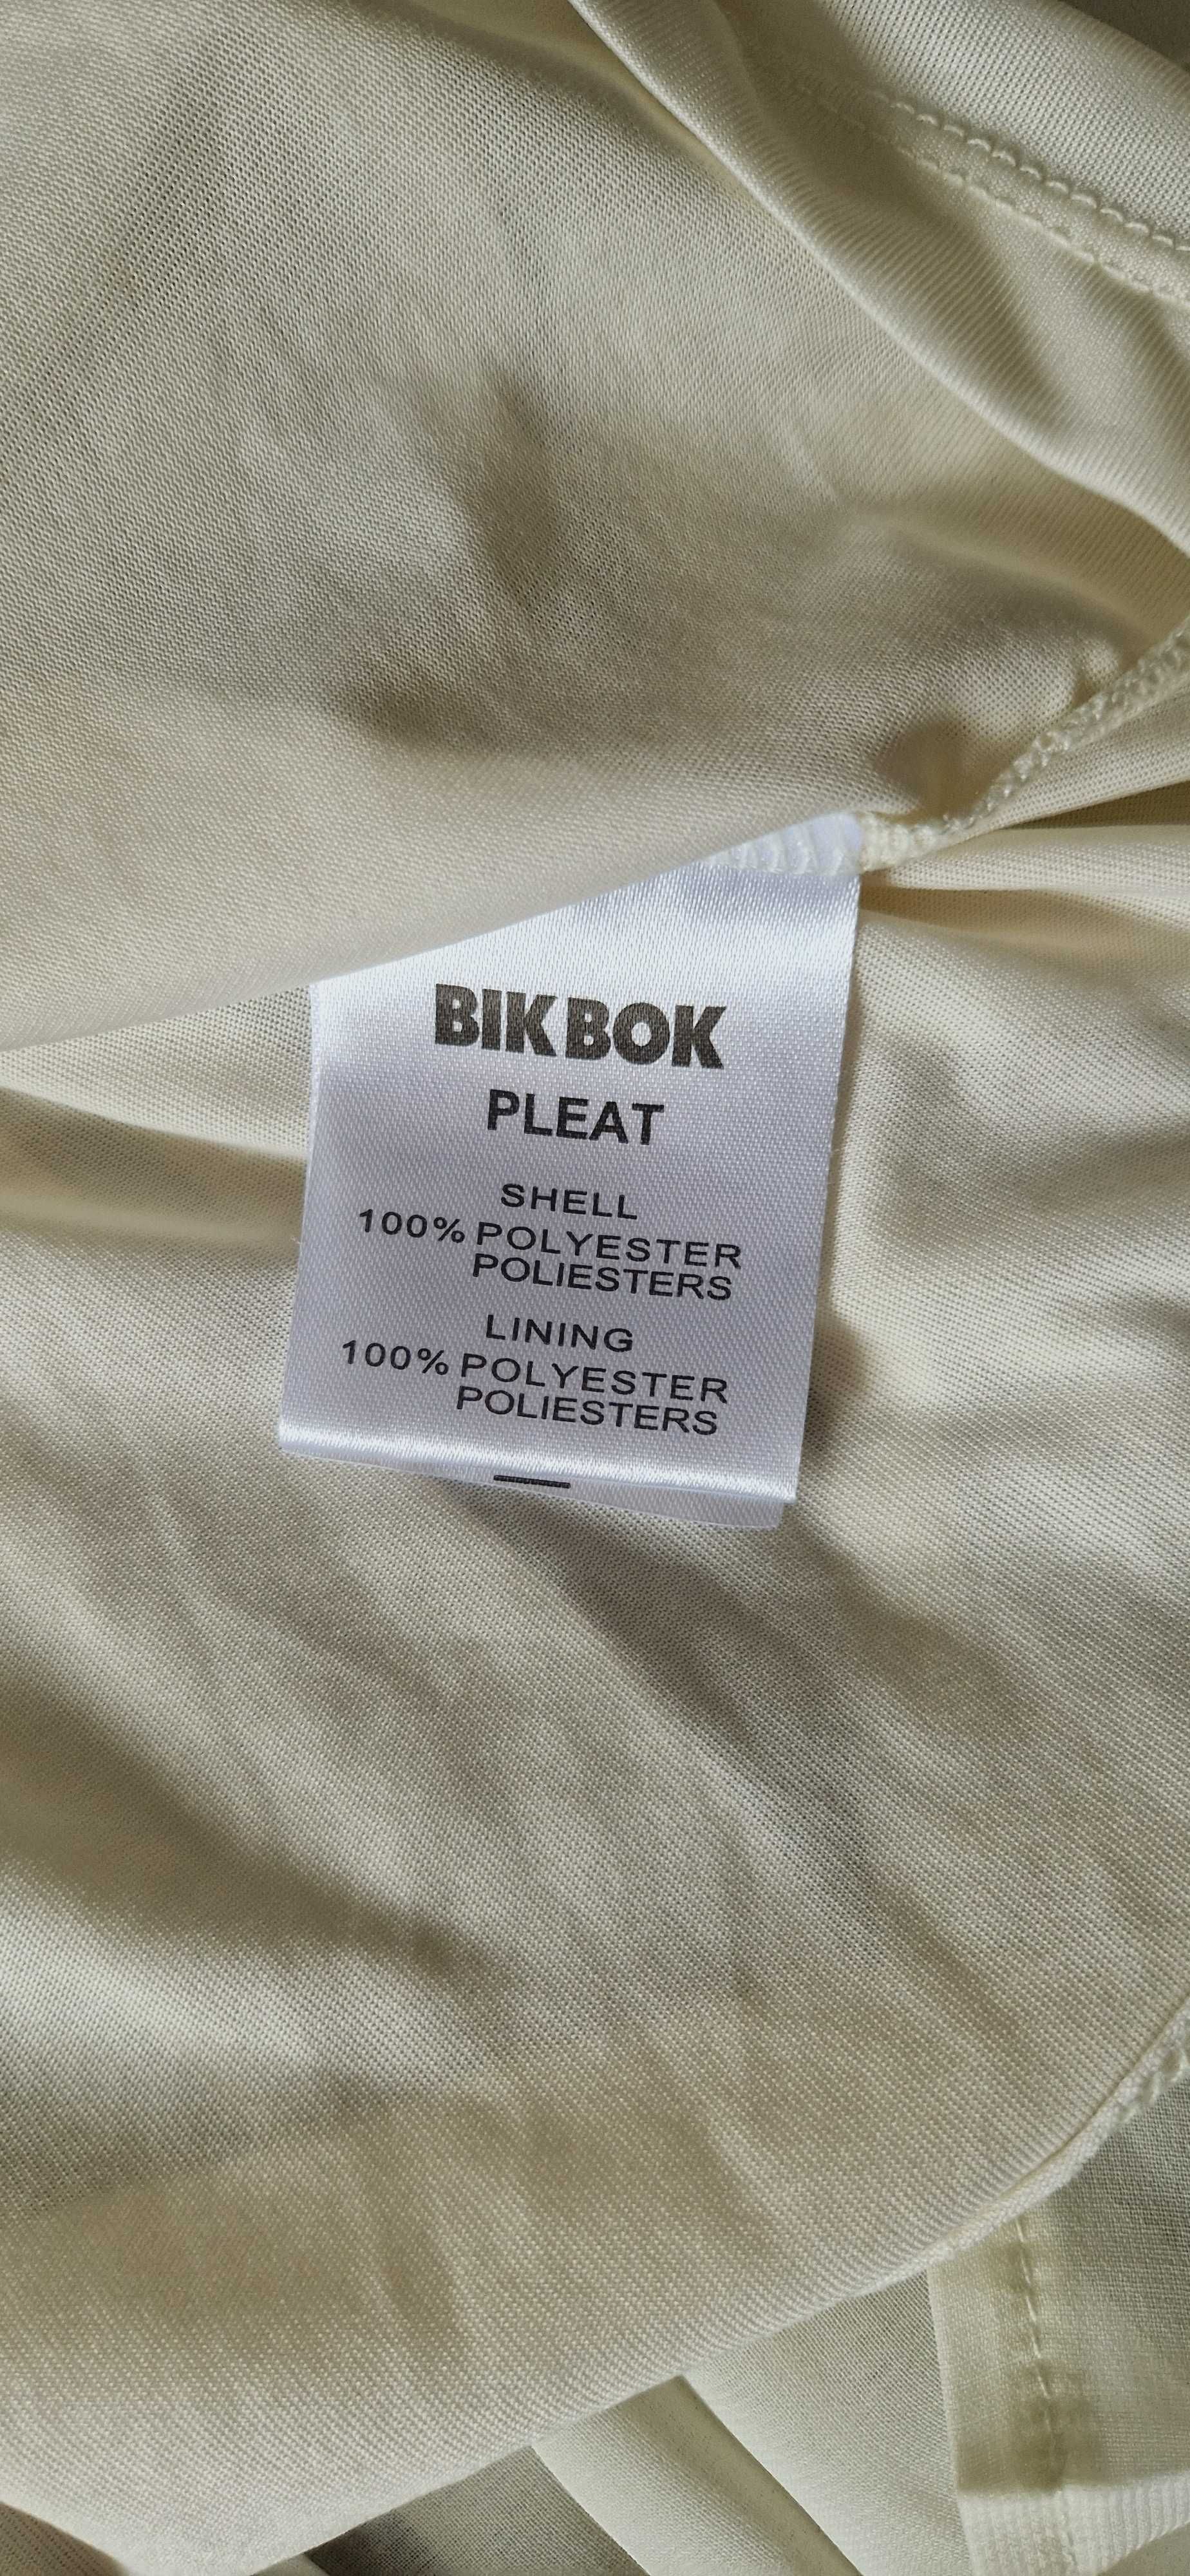 BIK BOK
PLEAT
SHELL
100% POLYESTER
POLIESTERS
LINING
100% POLYESTER
POLIESTERS